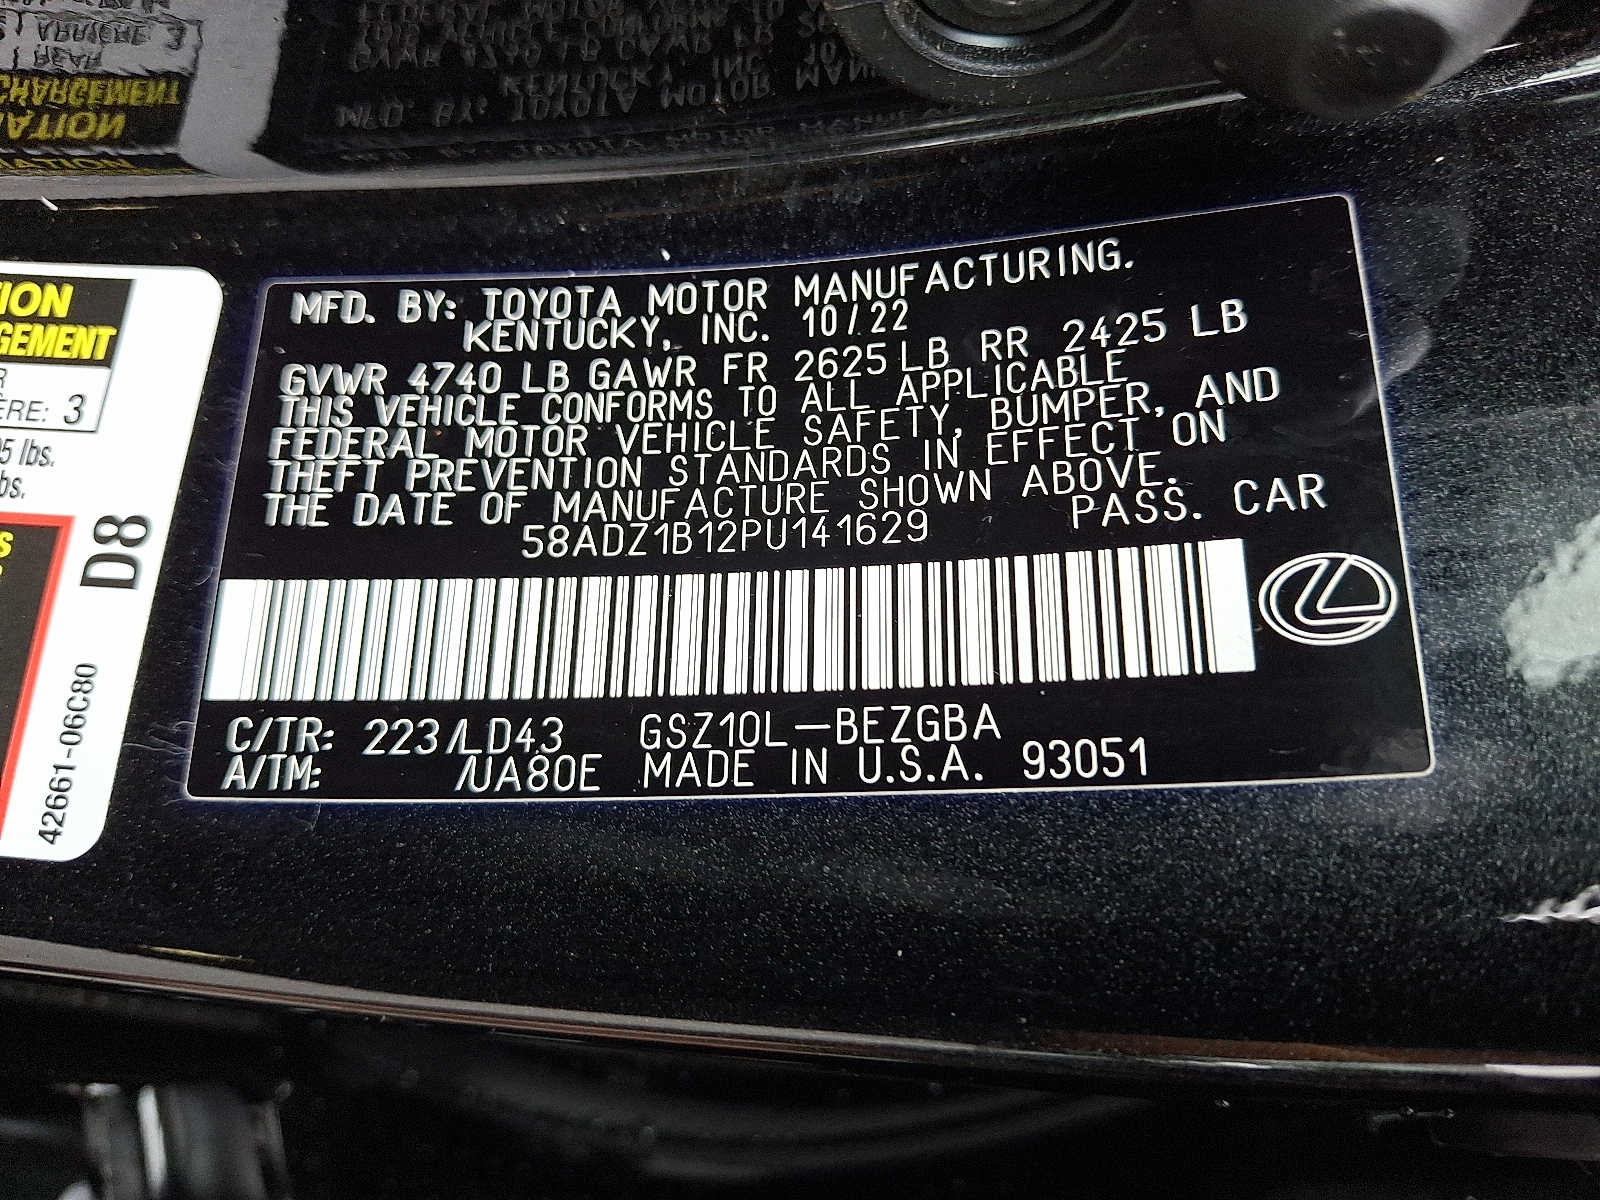 MFD. BY: TOYOTA MOTOR MANUFACTURING.
KENTUCKY, INC. 10/22
GVWR 4740 LB GAWR FR 2625 LB RR 2425 LB
THIS VEHICLE CONFORMS TO ALL APPLICABLE
FEDERAL MOTOR VEHICLE SAFETY, BUMPER, AND
THEFT PREVENTION STANDARDS IN EFFECT ON
THE DATE OF MANUFACTURE SHOWN ABOVE.
58ADZ1B12PU141629 PASS. CAR
C/TR: 223/LD43 GSZ10L-BEZGBA
A/TM: /UA80E MADE IN U.S.A. 93051
3
lbs.
D8
42661-06C80